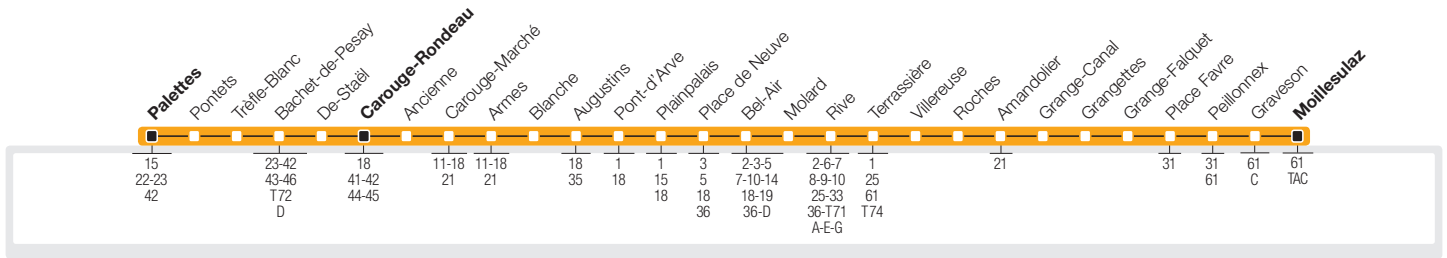 Palettes
Pontets
Trèfle-Blanc
Bachet-de-Pesay
De-Staël
Carouge-Rondeau
Ancienne
Carouge-Marché
Armes
Blanche
Augustins
Pont-d'Arve
Plainpalais
Place de Neuve
Bel-Air
Molard
Rive
Terrassière
Villereuse
Roches
Amandolier
Grange-Canal
Grangettes
Grange-Falquet
Place Favre
Peillonnex
Graveson
Moillesulaz
15
22-23
42
23-42
43-46
T72
D
18
41-42
44-45
11-18
21
11-18
21
18
35
1
18
1
15
18
3
5
18
36
2-3-5
7-10-14
18-19
36-D
2-6-7
8-9-10
25-33
36-T71
A-E-G
1
25
61
T74
21
31
31
61
61
C
61
TAC